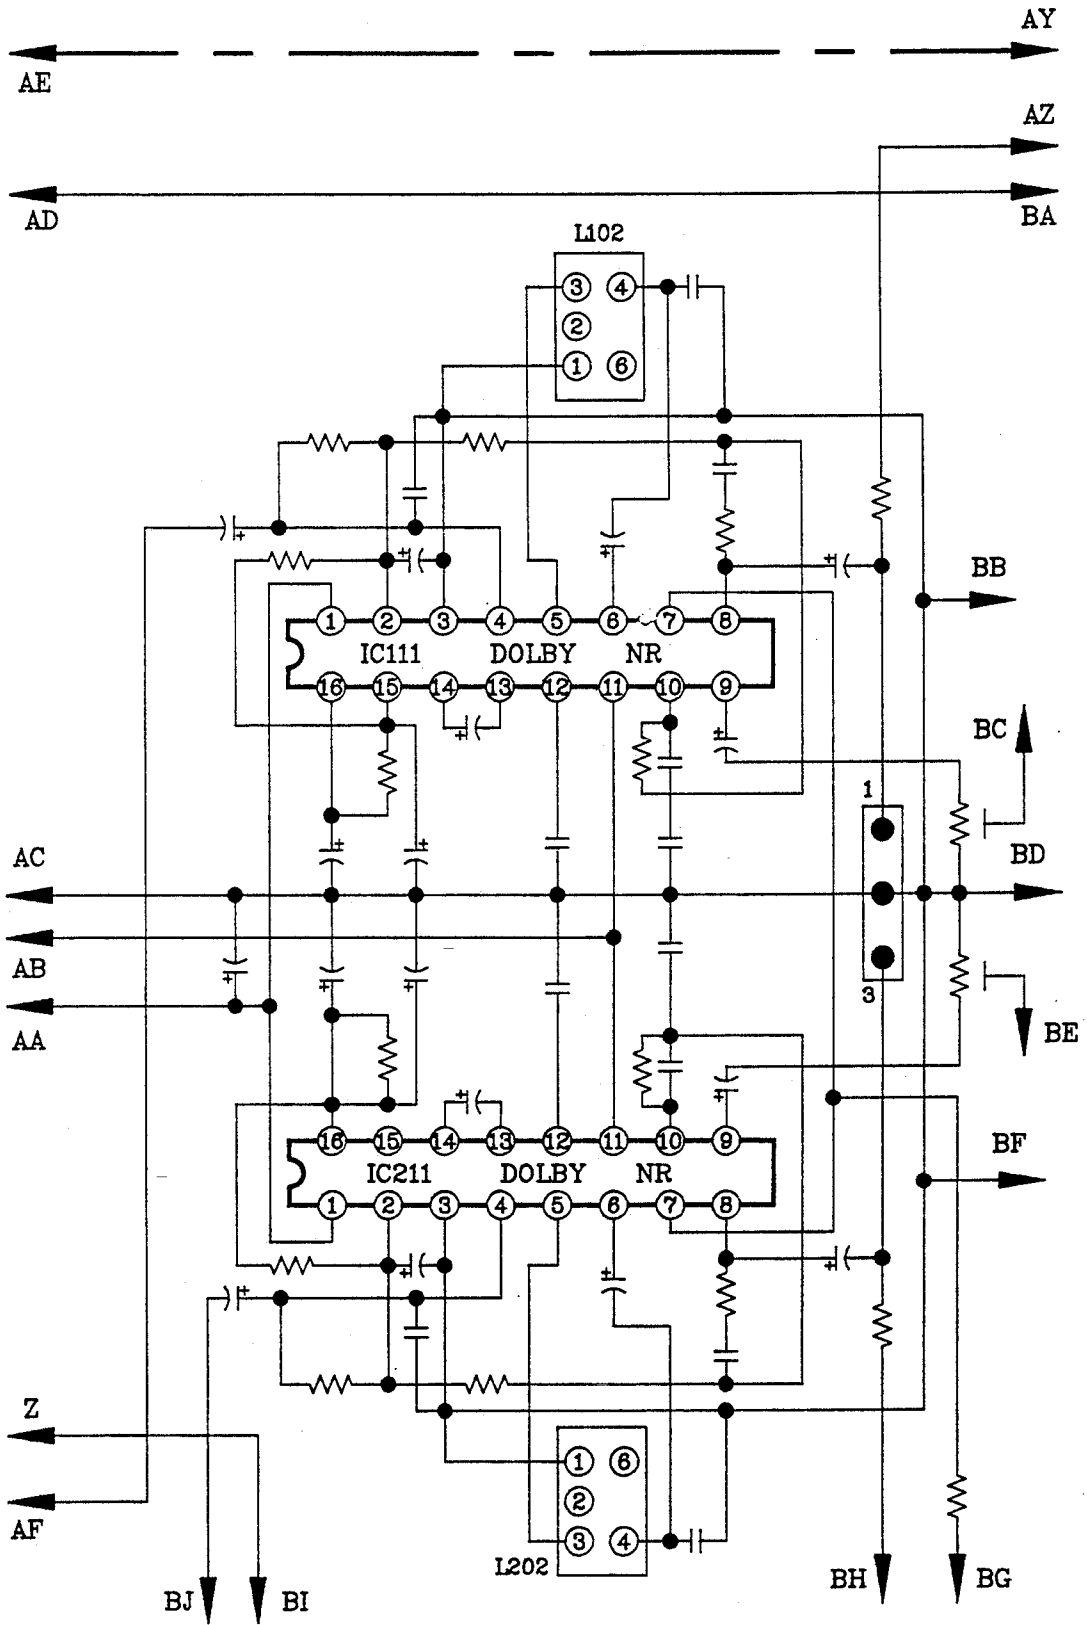 AY
AE
AZ
AD
BA
L102
3 4
2
1 6
BB
1 2 3 4 5 6 7 8
IC111 DOLBY NR
16 15 14 13 12 11 10 9
BC
1
AC
BD
AB
3
AA
BE
16 15 14 13 12 11 10 9
IC211 DOLBY NR
BF
1 2 3 4 5 6 7 8
Z
1 6
2
AF
3 4
L202
BJ BI BH BG